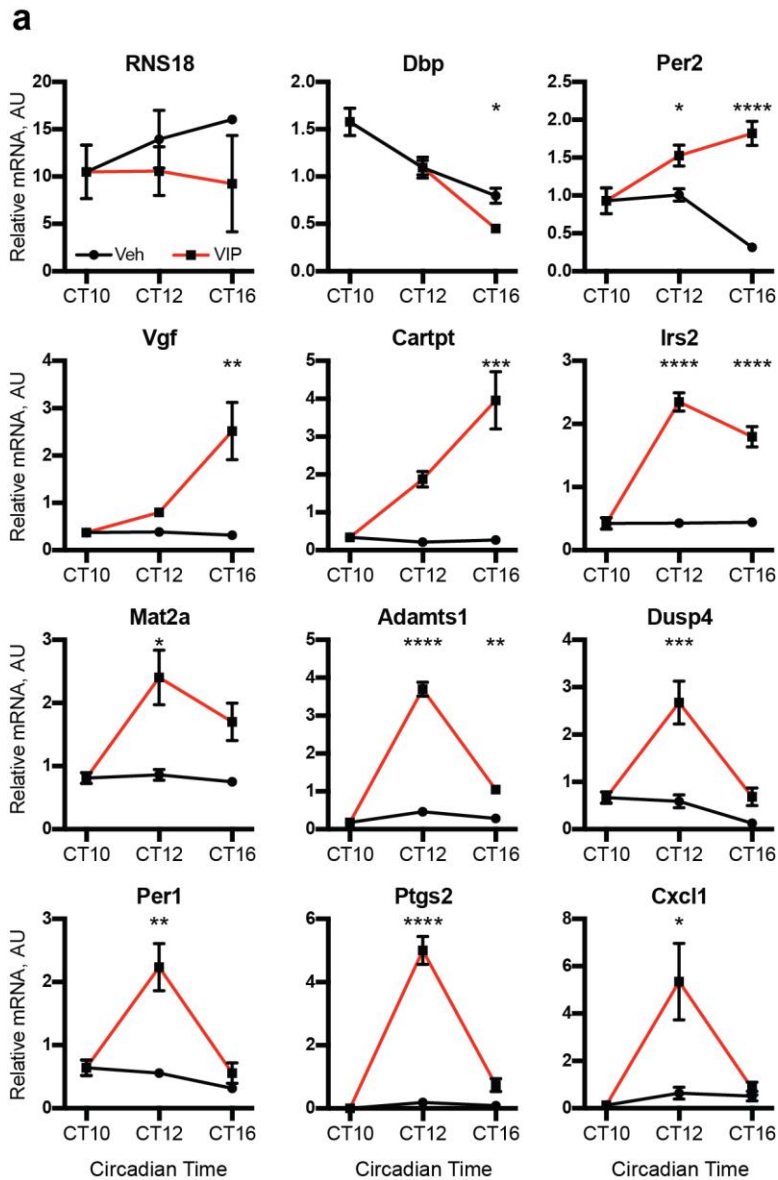 a
RNS18
Dbp
Per2
Relative mRNA, AU
20
15
10
5
0
Veh
VIP
CT10
CT12
CT16
2.0
1.5
1.0
0.5
0.0
*
CT10
CT12
CT16
2.5
2.0
1.5
1.0
0.5
0.0
*
****
CT10
CT12
CT16
Vgf
Cartpt
Irs2
Relative mRNA, AU
4
3
2
1
0
**
CT10
CT12
CT16
5
4
3
2
1
0
***
CT10
CT12
CT16
3
2
1
0
****
****
CT10
CT12
CT16
Mat2a
Adamts1
Dusp4
Relative mRNA, AU
3
2
1
0
*
CT10
CT12
CT16
5
4
3
2
1
0
****
**
CT10
CT12
CT16
4
3
2
1
0
***
CT10
CT12
CT16
Per1
Ptgs2
Cxcl1
Relative mRNA, AU
3
2
1
0
**
CT10
CT12
CT16
Circadian Time
6
4
2
0
****
CT10
CT12
CT16
Circadian Time
8
6
4
2
0
*
CT10
CT12
CT16
Circadian Time